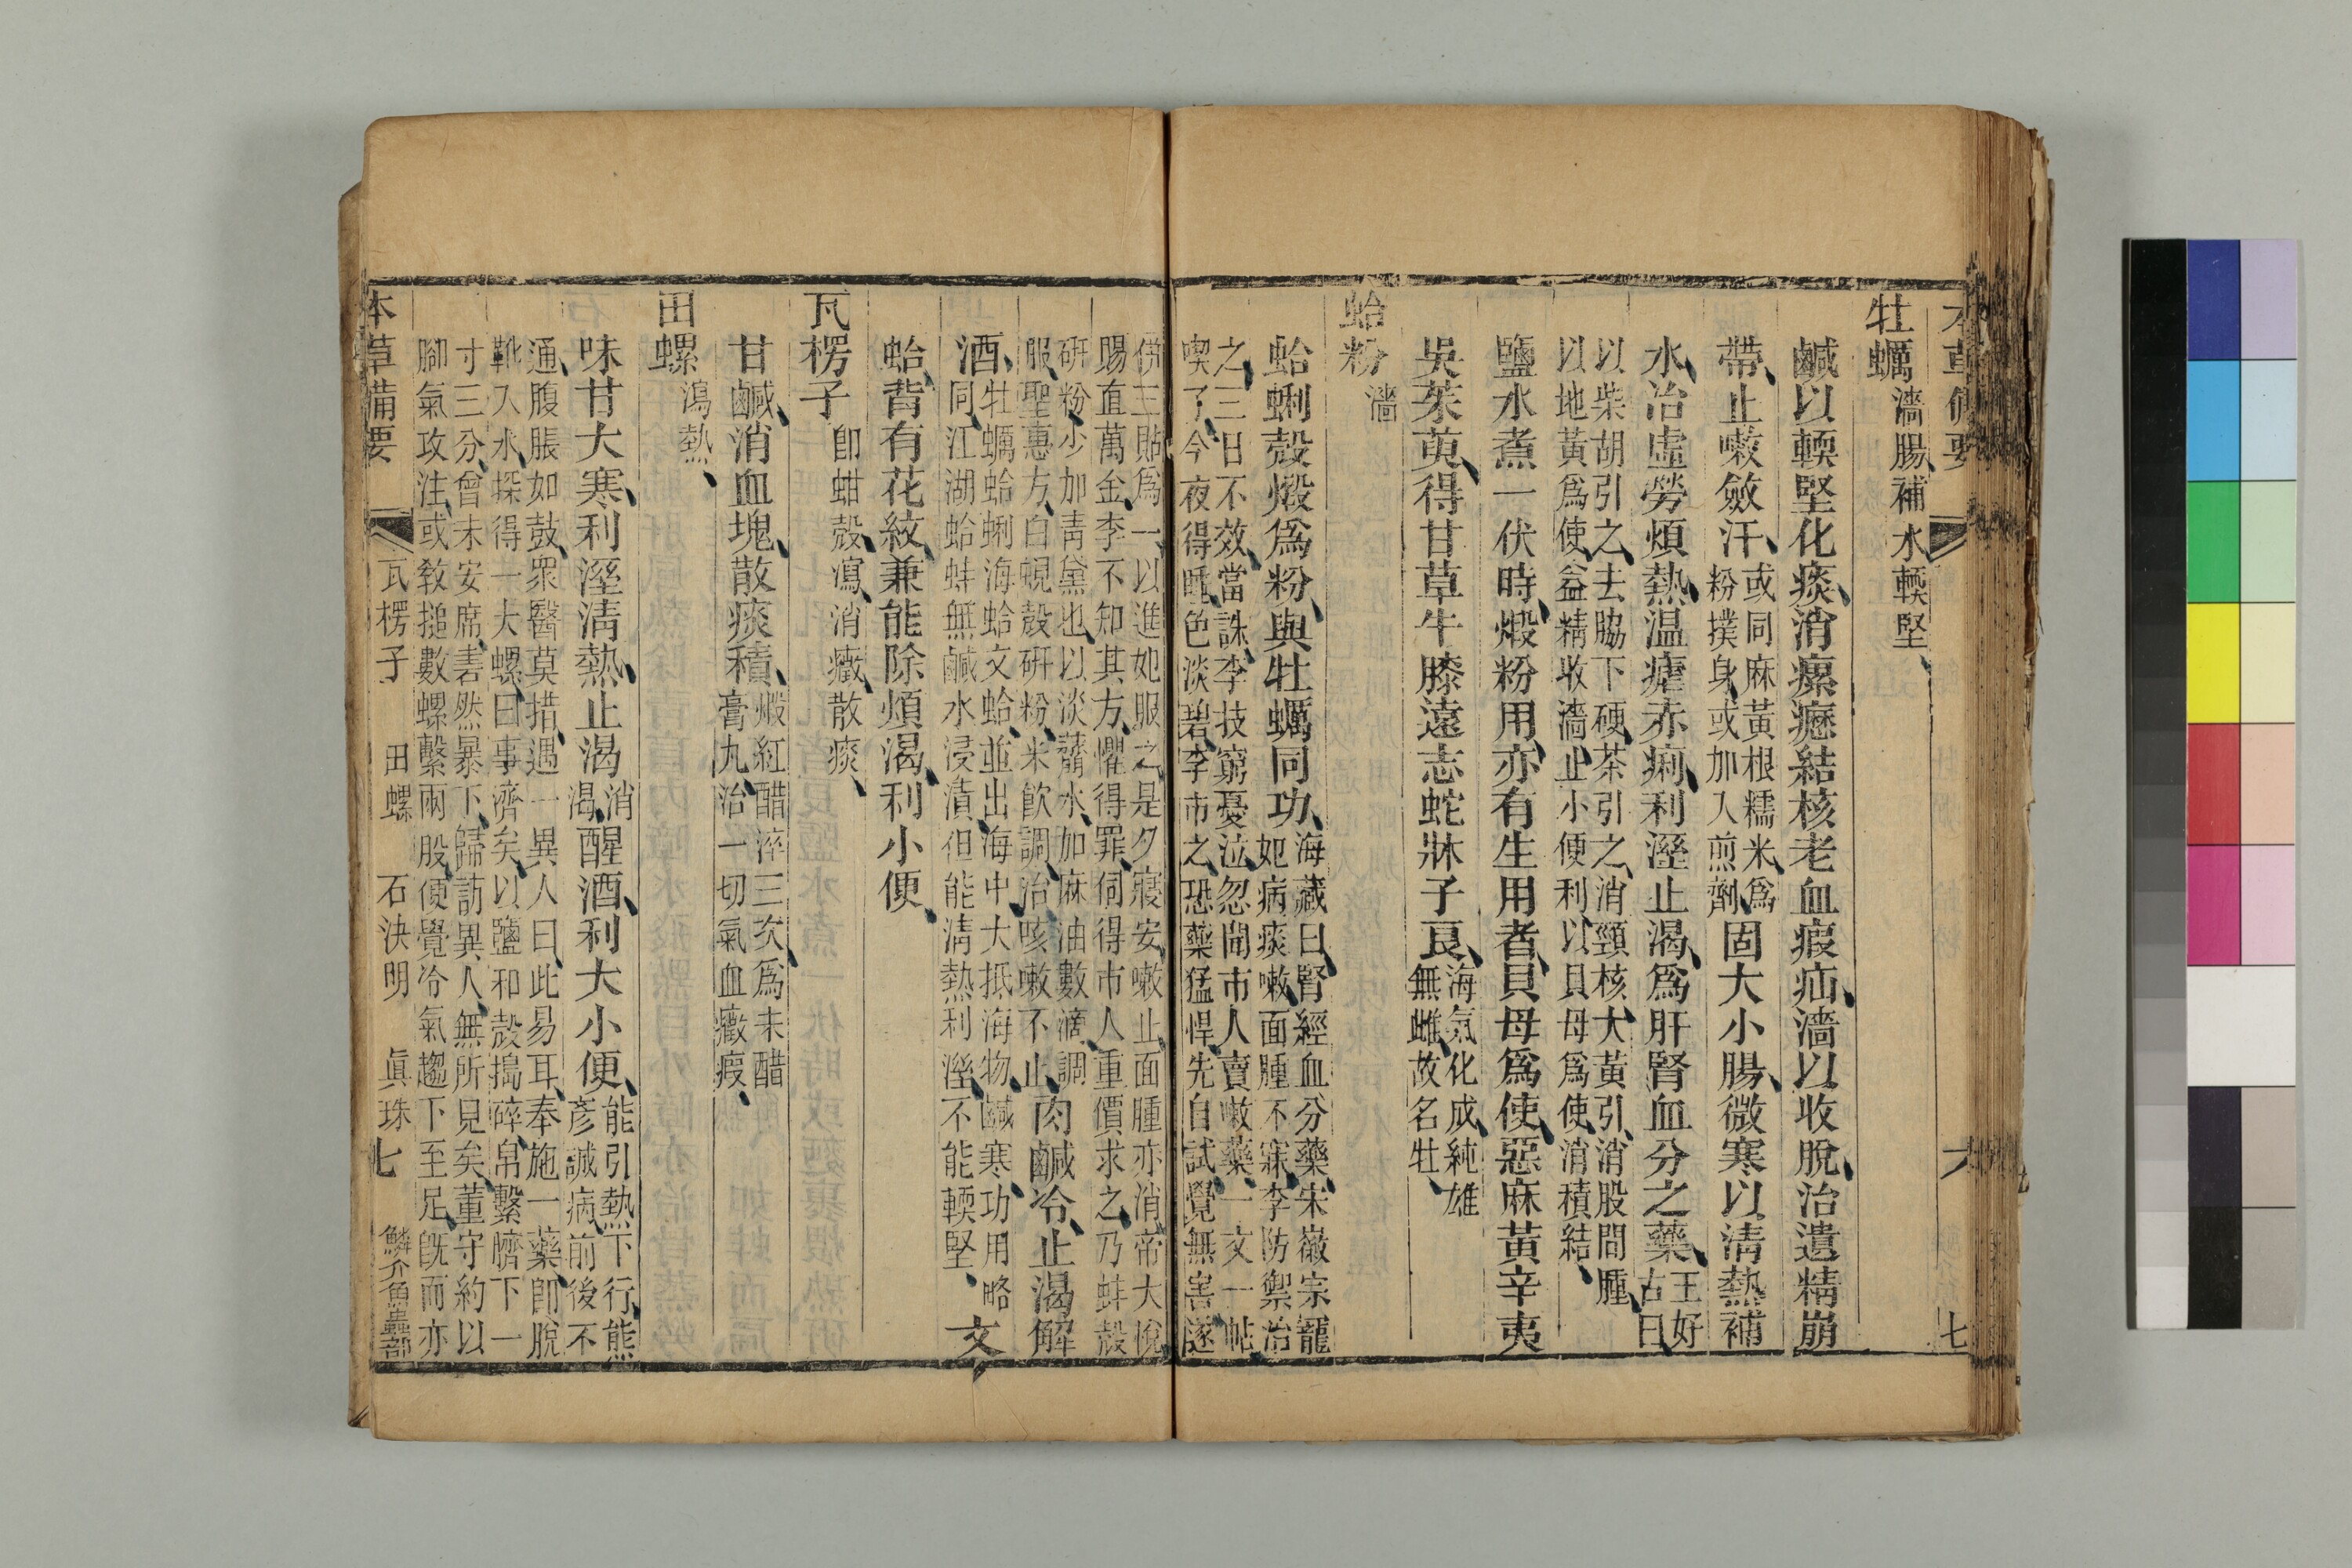 本草備要
六
七
牡蠣 濇腸補水輭堅、
鹹以輭堅化痰、消瘰癧結核老血瘕疝、濇以收脫、治遺精崩
帶、止嗽斂汗、或同麻黃根糯米爲粉撲身、或加入煎劑、固大小腸、微寒以淸熱補
水、治虛勞煩熱、温瘧赤痢、利溼止渴、爲肝腎血分之藥、王好古曰、
以柴胡引之、去脇下硬、茶引之、消頸核、大黃引、消股間腫、以地黃爲使、益精收濇、止小便利、以貝母爲使、消積結、
鹽水煮一伏時、煅粉用、亦有生用者、貝母爲使、惡麻黃辛夷
吳茱萸、得甘草牛膝遠志蛇牀子良、海氣化成純雄無雌、故名牡、
蛤粉 濇
蛤蜊殼煅爲粉、與牡蠣同功、海藏曰、腎經血分藥、宋徽宗寵妃病痰嗽、面腫不寐、李防禦治
之、三日不效、當誅、李技窮憂泣、忽聞市人賣嗽藥、一文一帖、喫了、今夜得睡、色淡碧、李市之、恐藥猛悍、先自試、覺無害、遂
倂三貼爲一、以進妃服之、是夕寢安、嗽止面腫亦消、帝大悅賜直萬金、李不知其方、懼得罪、伺得市人、重價求之、乃蚌殼
研粉、少加靑黛也、以淡虀水、加麻油數滴、調服、聖惠方、白蜆殼研粉、米飮調、治咳嗽不止、肉鹹冷、止渴解
酒、牡蠣蛤蜊海蛤文蛤、並出海中、大抵海物鹹寒、功用略同、江湖蛤蚌無鹹水浸漬、但能淸熱利溼、不能輭堅、文
蛤、背有花紋、兼能除煩渴、利小便、
瓦楞子 卽蚶殼、瀉、消癥、散痰、
甘鹹、消血塊、散痰積、煅紅醋淬三次、爲末醋膏丸、治一切氣血癥瘕、
田螺 瀉熱、
味甘大寒、利溼淸熱、止渴 消渴、醒酒、利大小便、能引熱下行、熊彥誠病、前後不
通、腹脹如鼓、衆醫莫措、遇一異人曰、此易耳、奉施一藥、卽脫靴入水、探得一大螺、曰事濟矣、以鹽和殼搗碎、帛繫臍下一
寸三分、曾未安席、砉然暴下、歸訪異人、無所見矣、董守約以腳氣攻注、或敎搥數螺繫兩股、便覺冷氣趨下至足、旣而亦
本草備要
瓦楞子 田螺 石決明 眞珠
七
鱗介魚蟲部